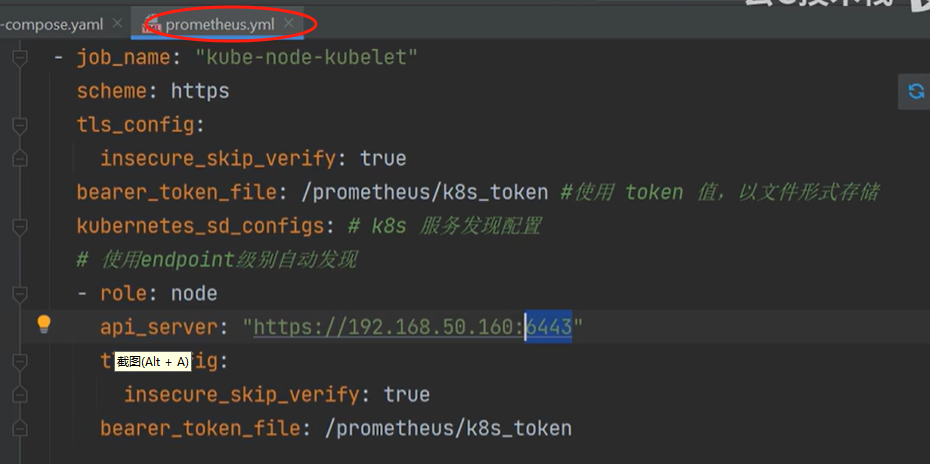 -compose.yaml prometheus.yml
- job_name: "kube-node-kubelet"
scheme: https
tls_config:
insecure_skip_verify: true
bearer_token_file: /prometheus/k8s_token #使用 token 值，以文件形式存储
kubernetes_sd_configs: # k8s 服务发现配置
# 使用endpoint级别自动发现
- role: node
api_server: "https://192.168.50.160:6443"
截图(Alt + A)
insecure_skip_verify: true
bearer_token_file: /prometheus/k8s_token